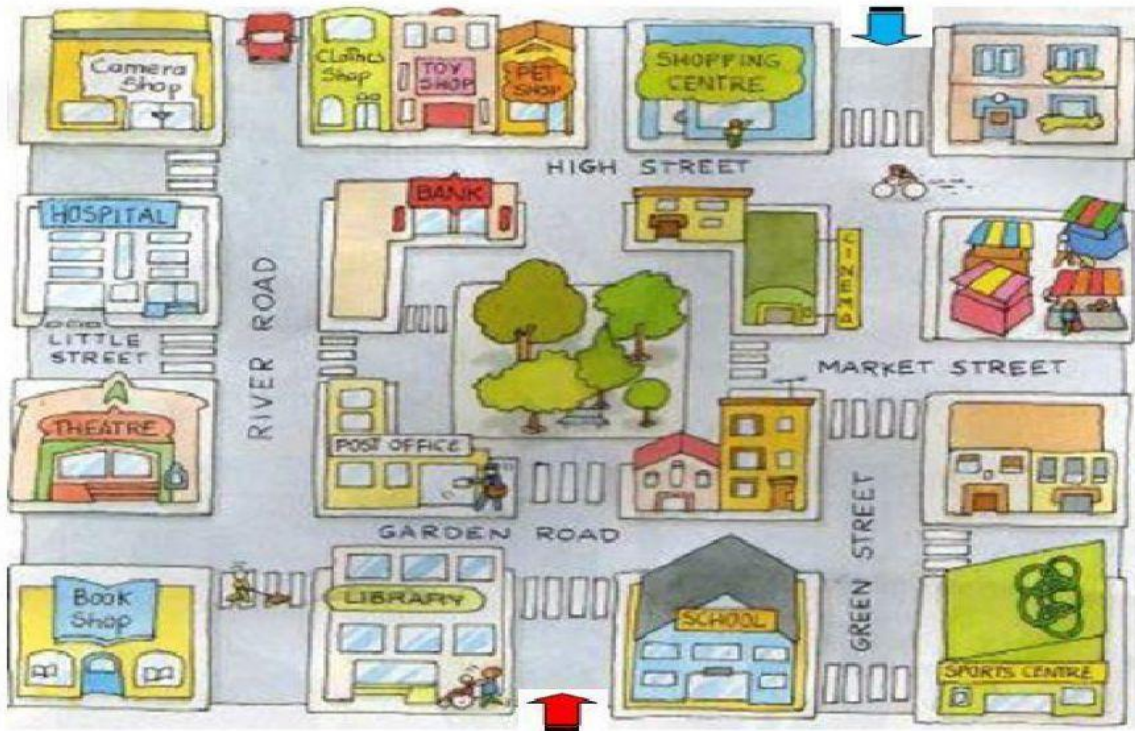 Camera
Shop
CLOTHES
Shop
TOY
SHOP
PET
SHOP
SHOPPING
CENTRE
HIGH STREET
HOSPITAL
BANK
CINEMA
LITTLE
STREET
RIVER ROAD
MARKET STREET
THEATRE
POST OFFICE
GARDEN ROAD
GREEN STREET
BOOK
Shop
LIBRARY
SCHOOL
SPORTS CENTRE